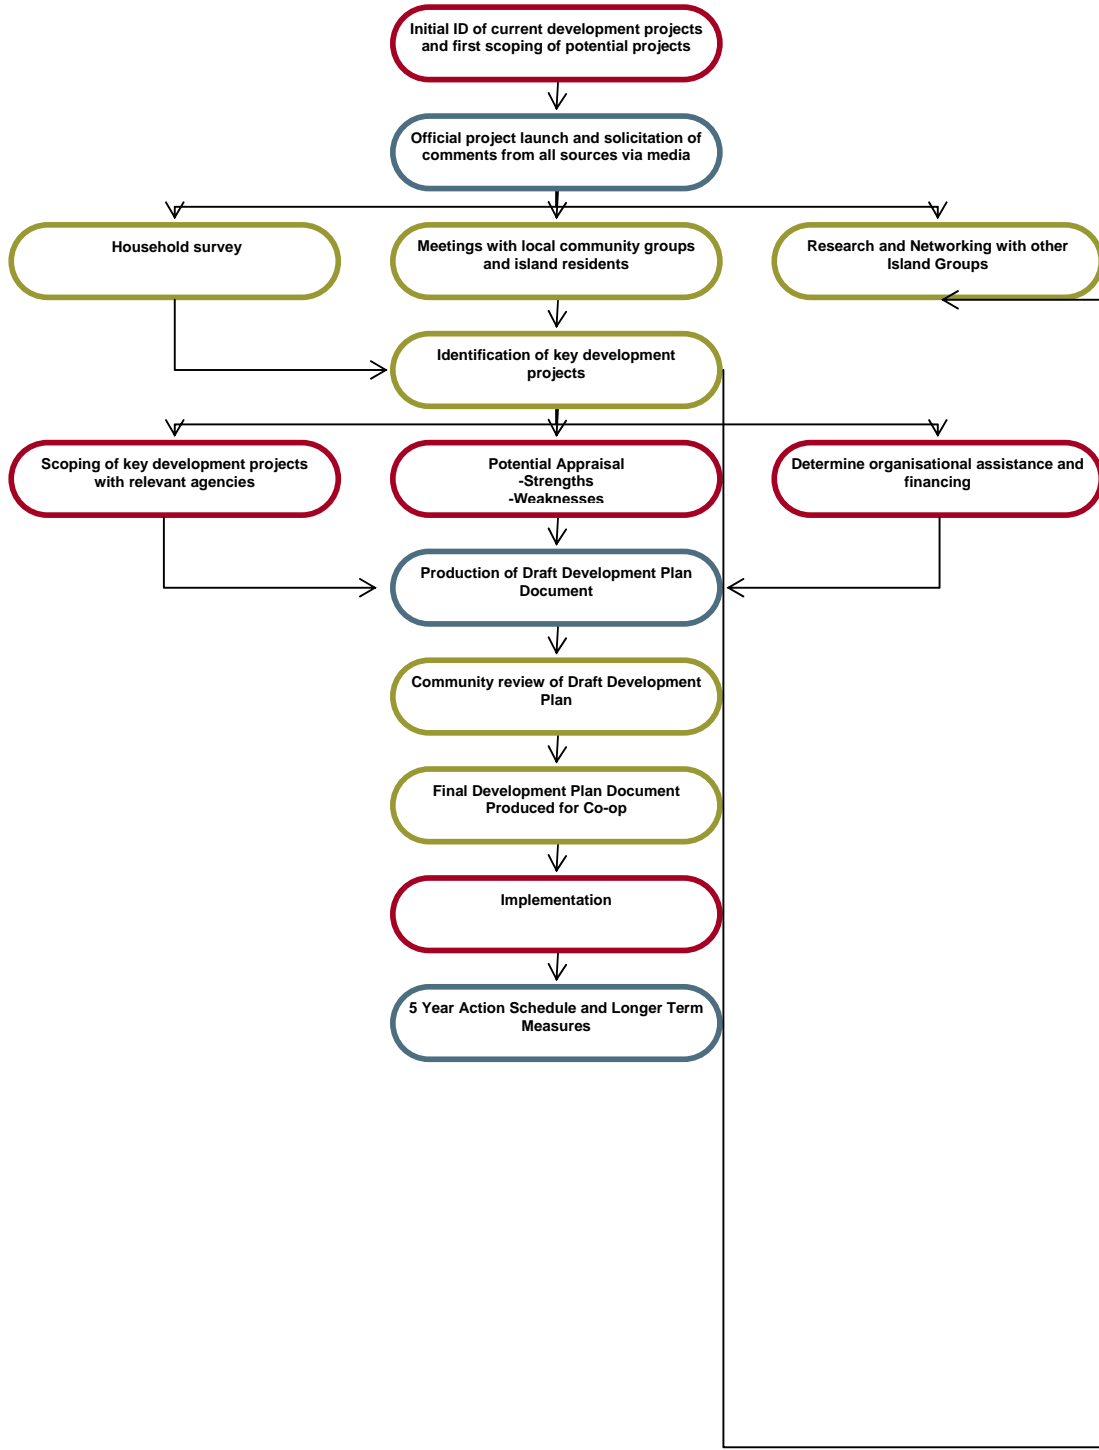 Initial ID of current development projects
and first scoping of potential projects
Official project launch and solicitation of
comments from all sources via media
Household survey
Meetings with local community groups
and island residents
Research and Networking with other
Island Groups
Identification of key development
projects
Scoping of key development projects
with relevant agencies
Potential Appraisal
-Strengths
-Weaknesses
Determine organisational assistance and
financing
Production of Draft Development Plan
Document
Community review of Draft Development
Plan
Final Development Plan Document
Produced for Co-op
Implementation
5 Year Action Schedule and Longer Term
Measures